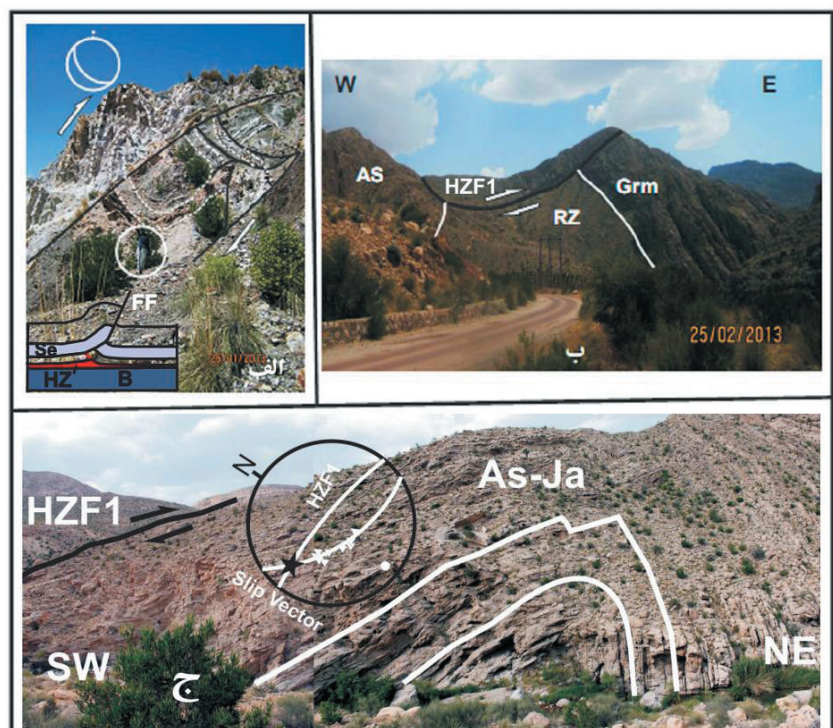 FF
Se
HZ'
B
الف
W
E
AS
HZF1
RZ
Grm
25/02/2013
ب
N
HZF1
HZF1
As-Ja
Slip Vector
SW
ج
NE